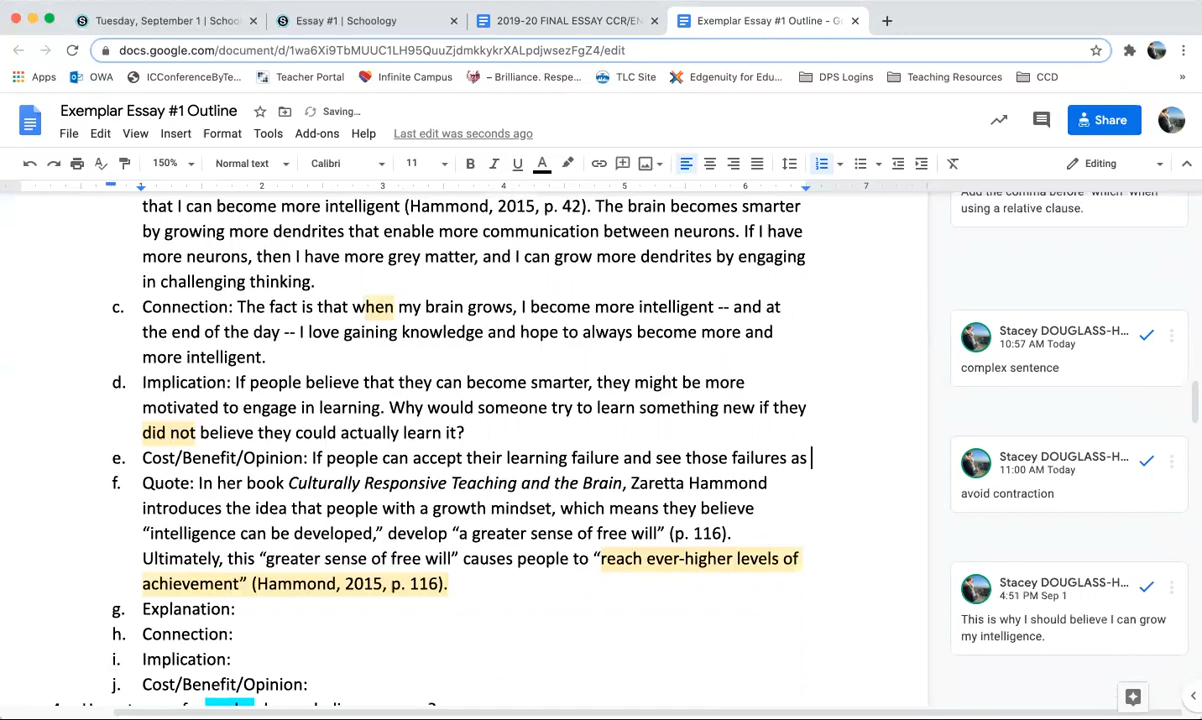 Tuesday, September 1 | School
Essay #1 | Schoology
2019-20 FINAL ESSAY CCR/EN
Exemplar Essay #1 Outline - G
docs.google.com/document/d/1wa6Xi9TbMUUC1LH95QuuZjdmkkykrXALpdjwsezFgZ4/edit
Apps OWA ICConferenceByTe... Teacher Portal Infinite Campus – Brilliance. Respe... TLC Site Edgenuity for Edu... DPS Logins Teaching Resources CCD »
Exemplar Essay #1 Outline Saving…
File Edit View Insert Format Tools Add-ons Help Last edit was seconds ago
Share
150% Normal text Calibri 11 B I U A Editing
2 3 4 5 6 7
that I can become more intelligent (Hammond, 2015, p. 42). The brain becomes smarter
by growing more dendrites that enable more communication between neurons. If I have
more neurons, then I have more grey matter, and I can grow more dendrites by engaging
in challenging thinking.
c. Connection: The fact is that when my brain grows, I become more intelligent -- and at
the end of the day -- I love gaining knowledge and hope to always become more and
more intelligent.
d. Implication: If people believe that they can become smarter, they might be more
motivated to engage in learning. Why would someone try to learn something new if they
did not believe they could actually learn it?
e. Cost/Benefit/Opinion: If people can accept their learning failure and see those failures as
f. Quote: In her book Culturally Responsive Teaching and the Brain, Zaretta Hammond
introduces the idea that people with a growth mindset, which means they believe
“intelligence can be developed,” develop “a greater sense of free will” (p. 116).
Ultimately, this “greater sense of free will” causes people to “reach ever-higher levels of
achievement” (Hammond, 2015, p. 116).
g. Explanation:
h. Connection:
i. Implication:
j. Cost/Benefit/Opinion:
Add the comma before "which" when
using a relative clause.
Stacey DOUGLASS-H...
10:57 AM Today
complex sentence
Stacey DOUGLASS-H...
11:00 AM Today
avoid contraction
Stacey DOUGLASS-H...
4:51 PM Sep 1
This is why I should believe I can grow
my intelligence.